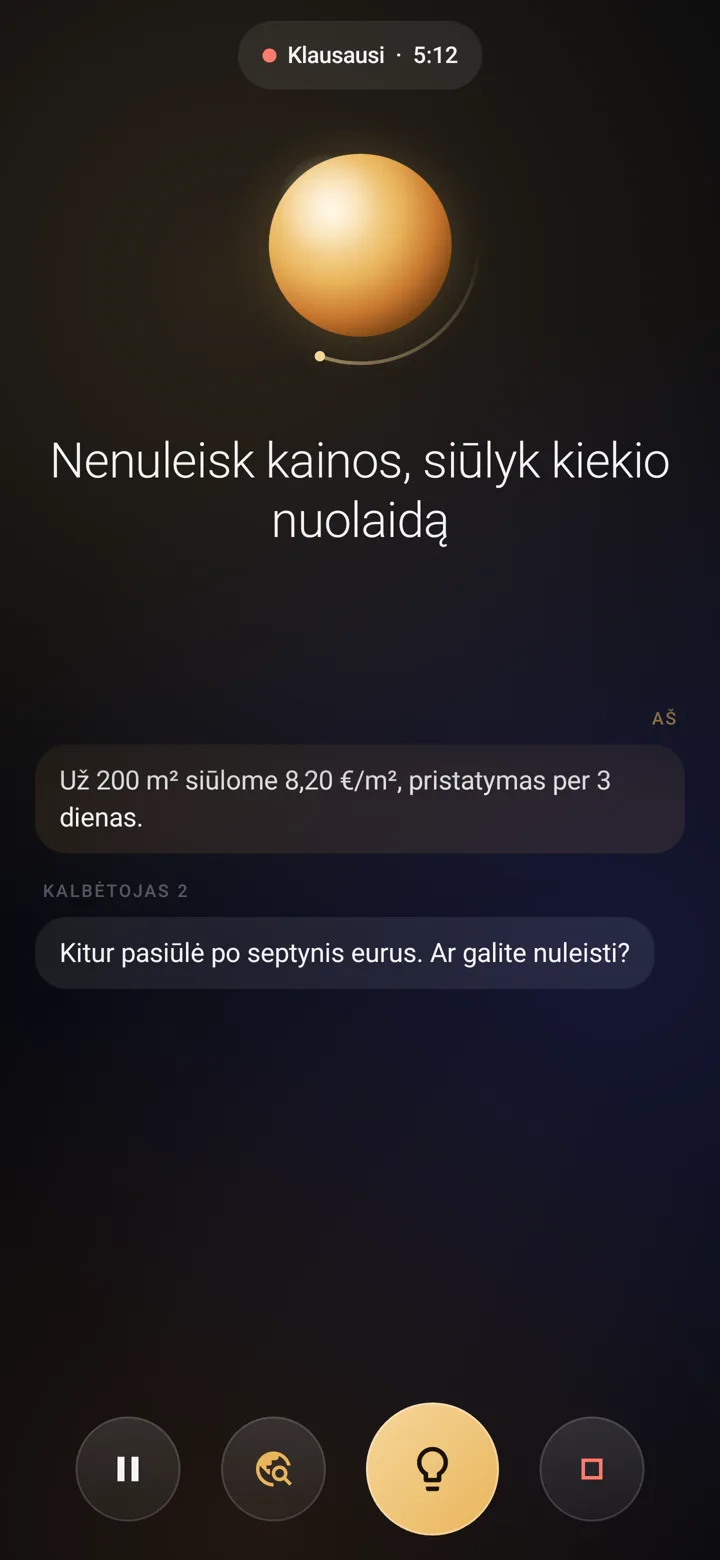 Klausausi · 5:12
Nenuleisk kainos, siūlyk kiekio
nuolaidą
AŠ
Už 200 m² siūlome 8,20 €/m², pristatymas per 3
dienas.
KALBĖTOJAS 2
Kitur pasiūlė po septynis eurus. Ar galite nuleisti?